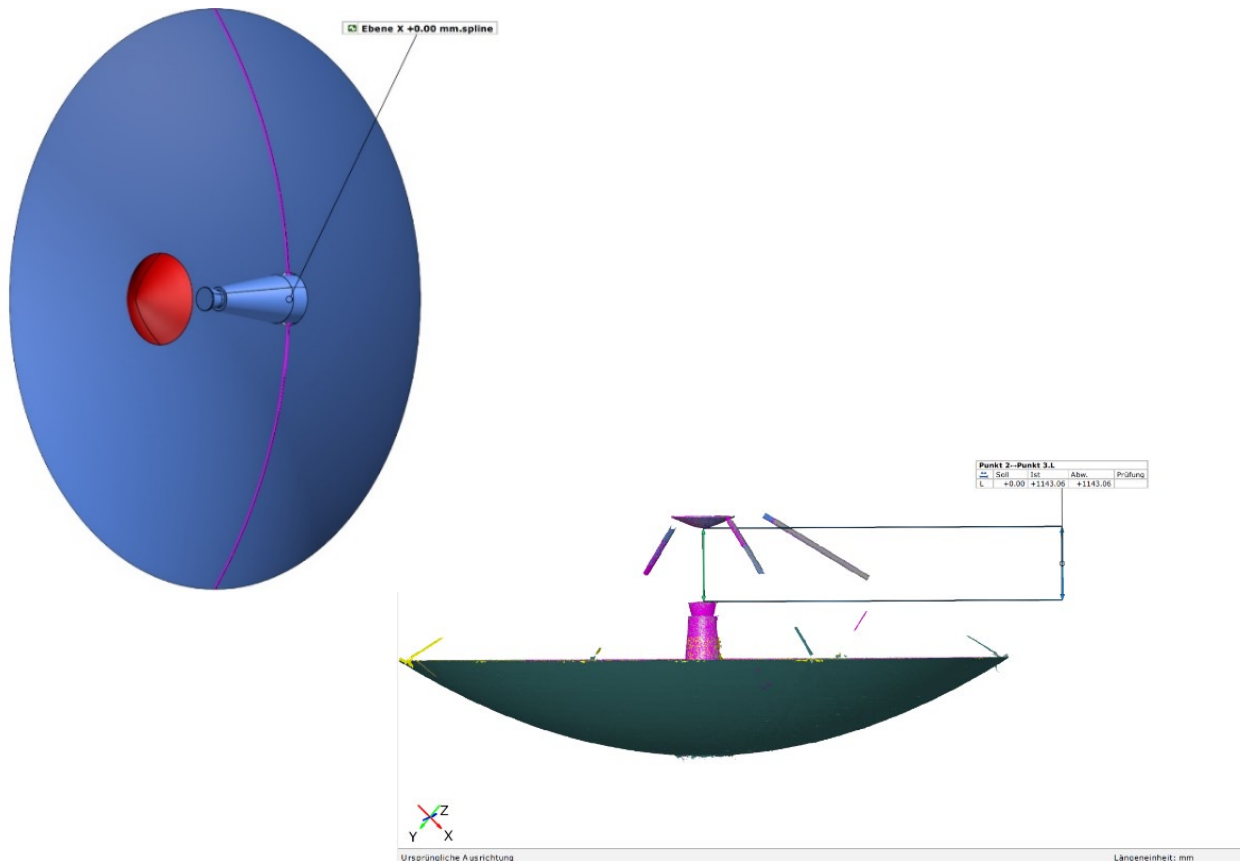 Ebene X +0.00 mm.spline
Punkt 2--Punkt 3.L
Soll Ist Abw. Prüfung
L +0.00 +1143.06 +1143.06
Z
Y X
Ursprüngliche Ausrichtung Längeneinheit: mm